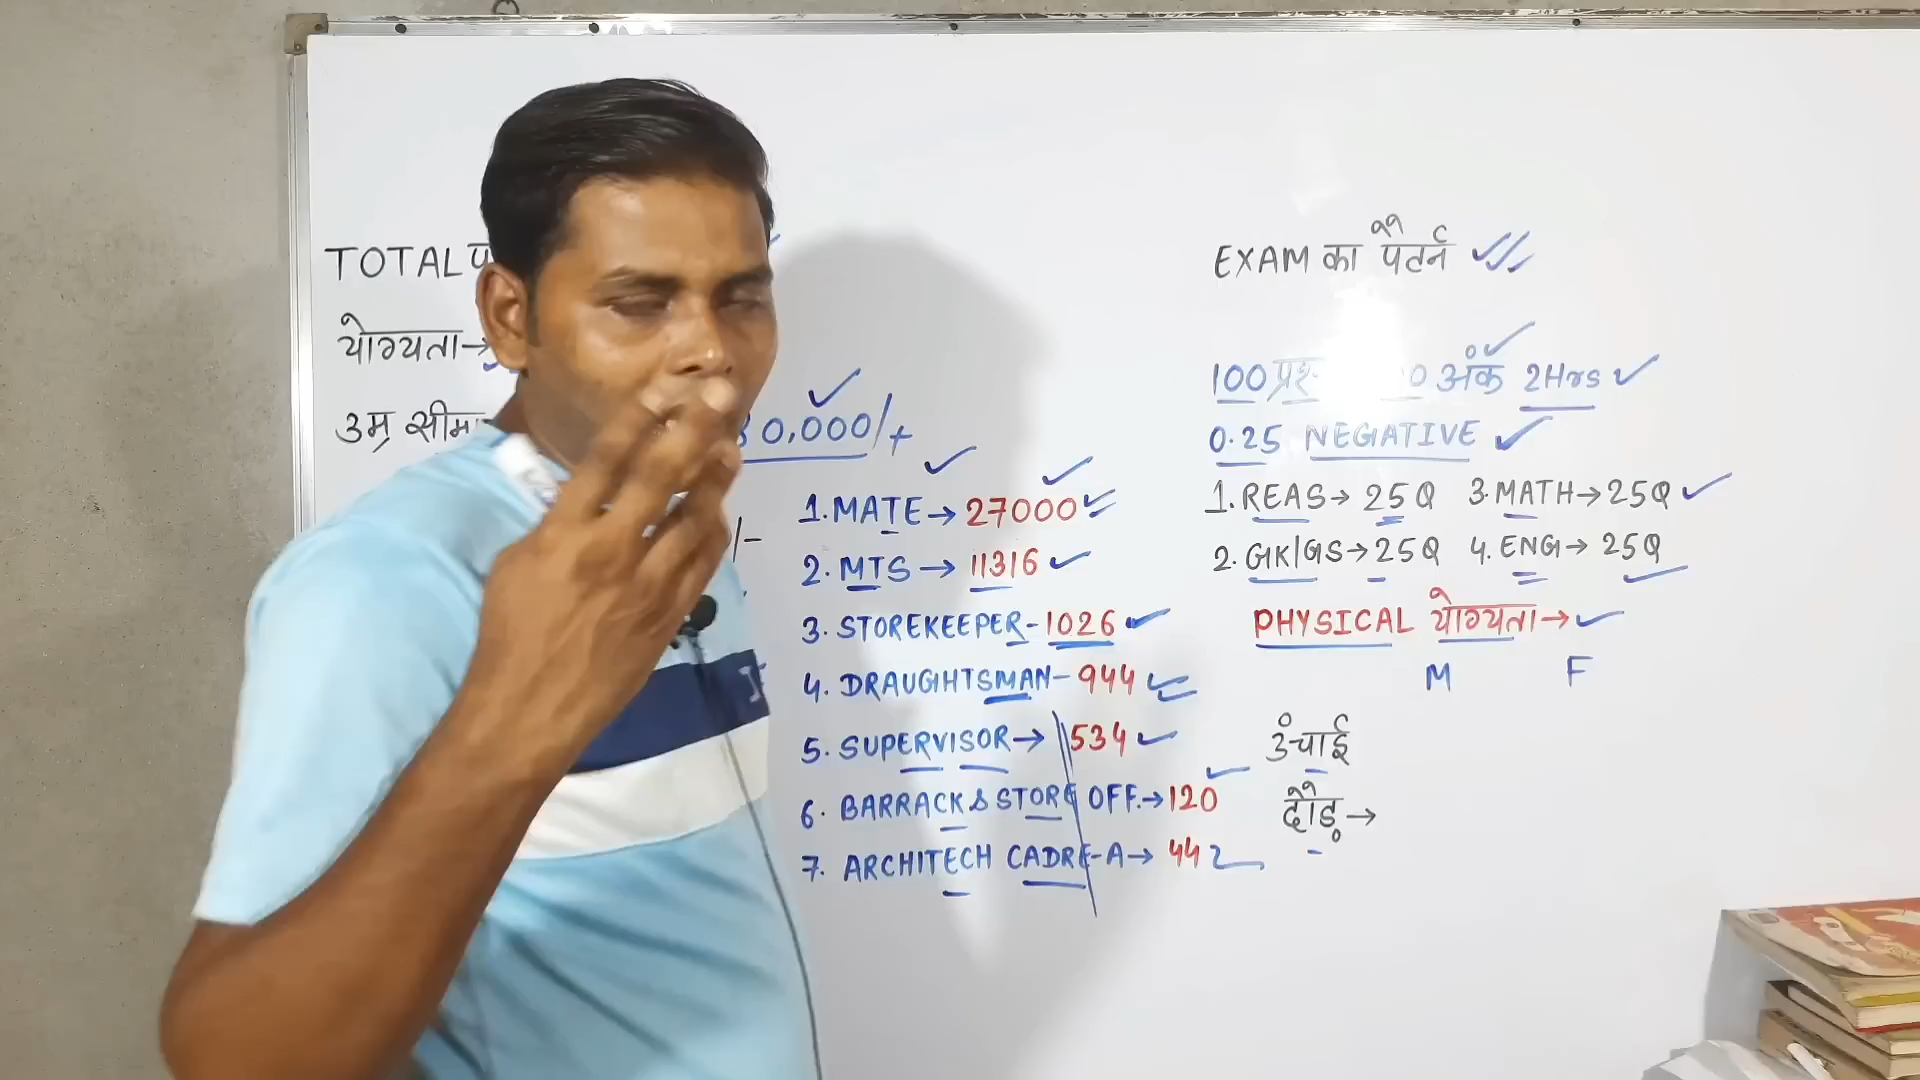 TOTAL
योग्यता→
उम्र सीमा
0,000/+
/-
1. MATE → 27000
2. MTS → 11316
3. STOREKEEPER - 1026
4. DRAUGHTSMAN - 944
5. SUPERVISOR → 534
6. BARRACK & STORE OFF. → 120
7. ARCHITECH CADRE-A → 44
EXAM का पैटर्न
100 अंक 2Hrs
0.25 NEGATIVE
1. REAS → 25Q 3. MATH → 25Q
2. GK/GS → 25Q 4. ENG → 25Q
PHYSICAL योग्यता →
M F
उंचाई
दौड़ →